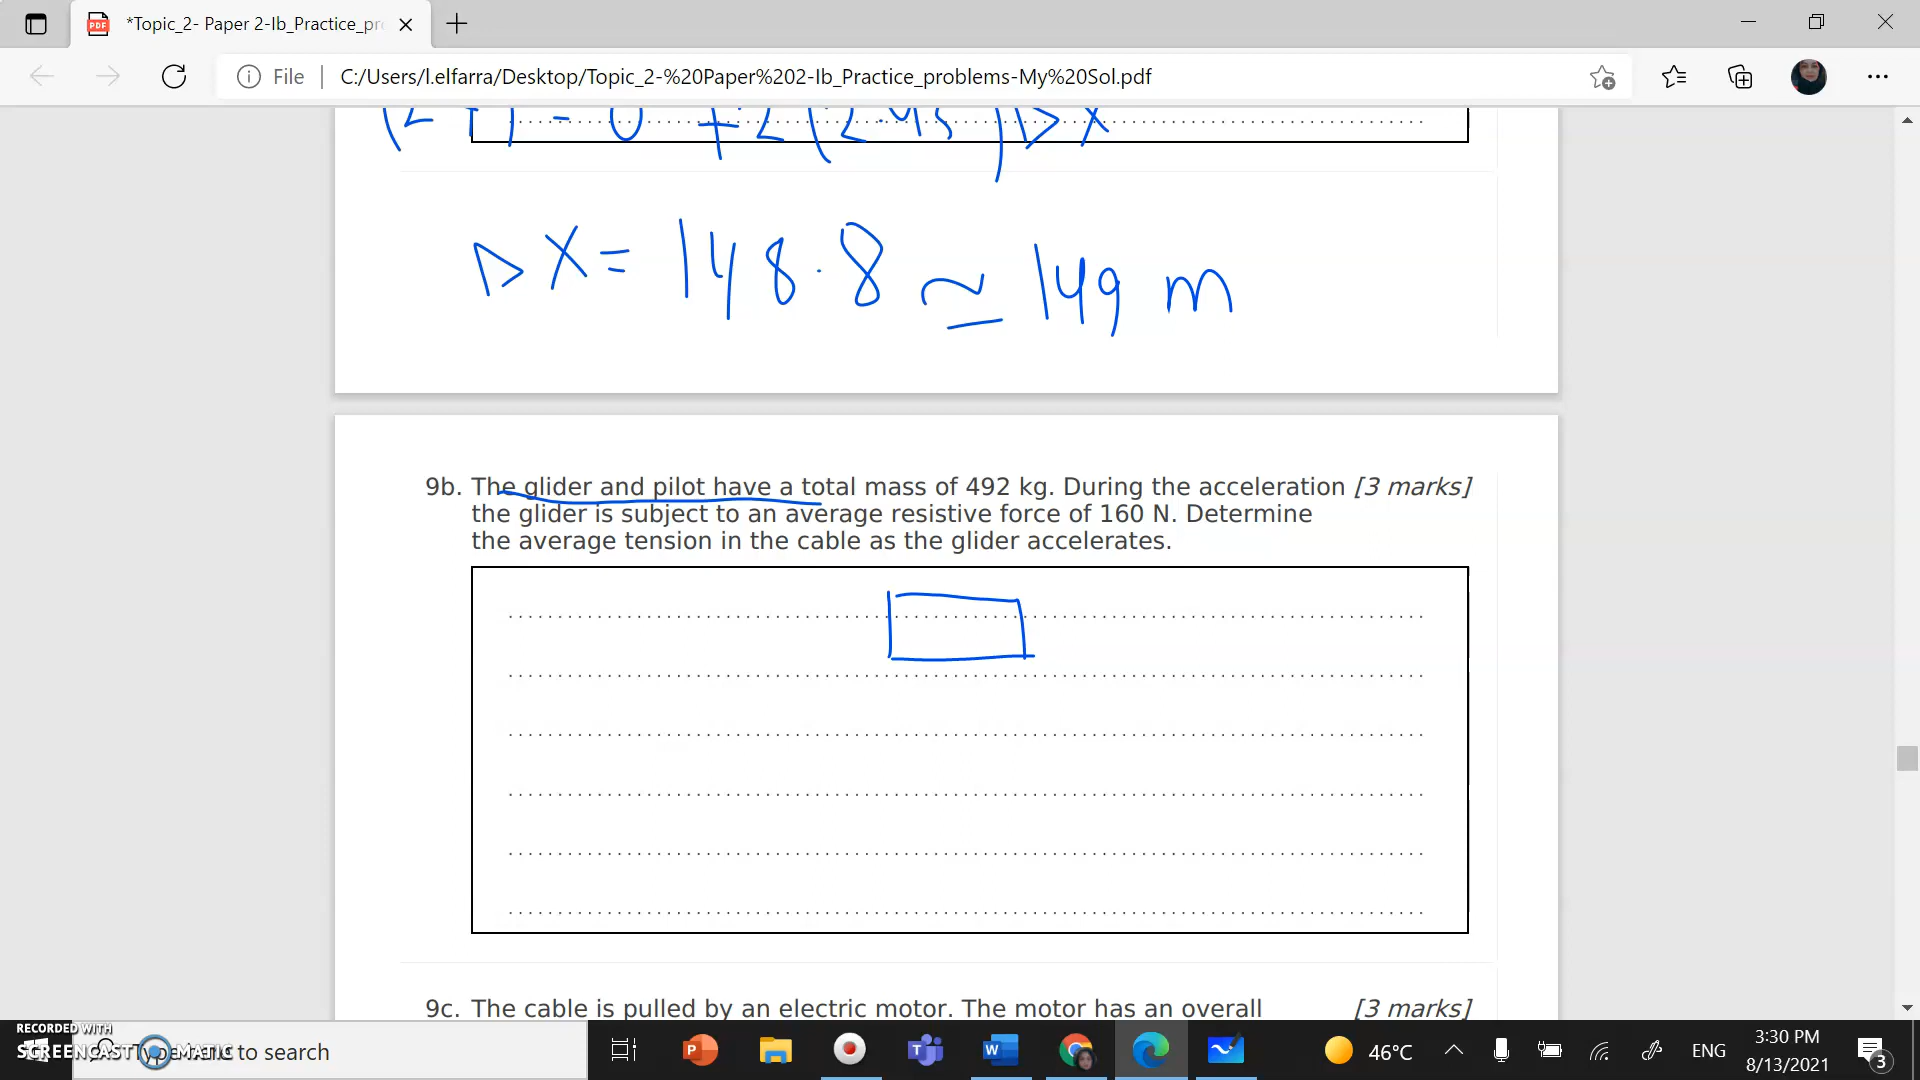 *Topic_2- Paper 2-Ib_Practice_pr
File
C:/Users/l.elfarra/Desktop/Topic_2-%20Paper%202-Ib_Practice_problems-My%20Sol.pdf
ΔX = 148.8 ≃ 149 m
9b. The glider and pilot have a total mass of 492 kg. During the acceleration [3 marks]
the glider is subject to an average resistive force of 160 N. Determine
the average tension in the cable as the glider accelerates.
9c. The cable is pulled by an electric motor. The motor has an overall [3 marks]
RECORDED WITH
SCREENCAST MATIC
to search
46°C
ENG
3:30 PM
8/13/2021
3